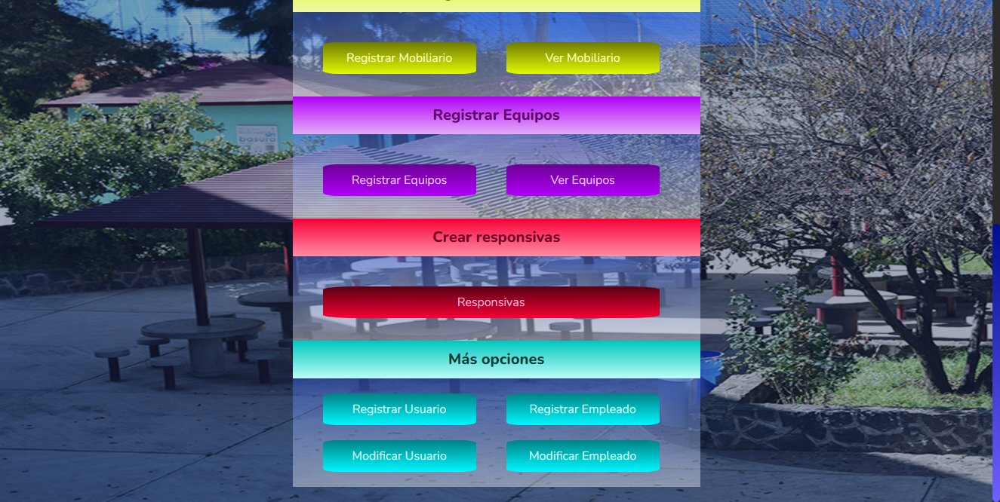 Registrar Mobiliario
Ver Mobiliario
Registrar Equipos
Registrar Equipos
Ver Equipos
Crear responsivas
Responsivas
Más opciones
Registrar Usuario
Registrar Empleado
Modificar Usuario
Modificar Empleado
basura